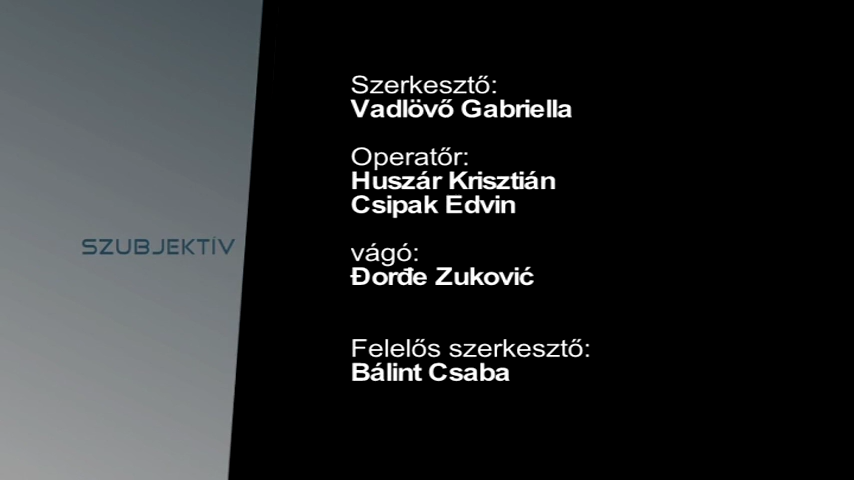 SZUBJEKTÍV
Szerkesztő:
Vadlövő Gabriella
Operatőr:
Huszár Krisztián
Csipak Edvin
vágó:
Đorđe Zuković
Felelős szerkesztő:
Bálint Csaba